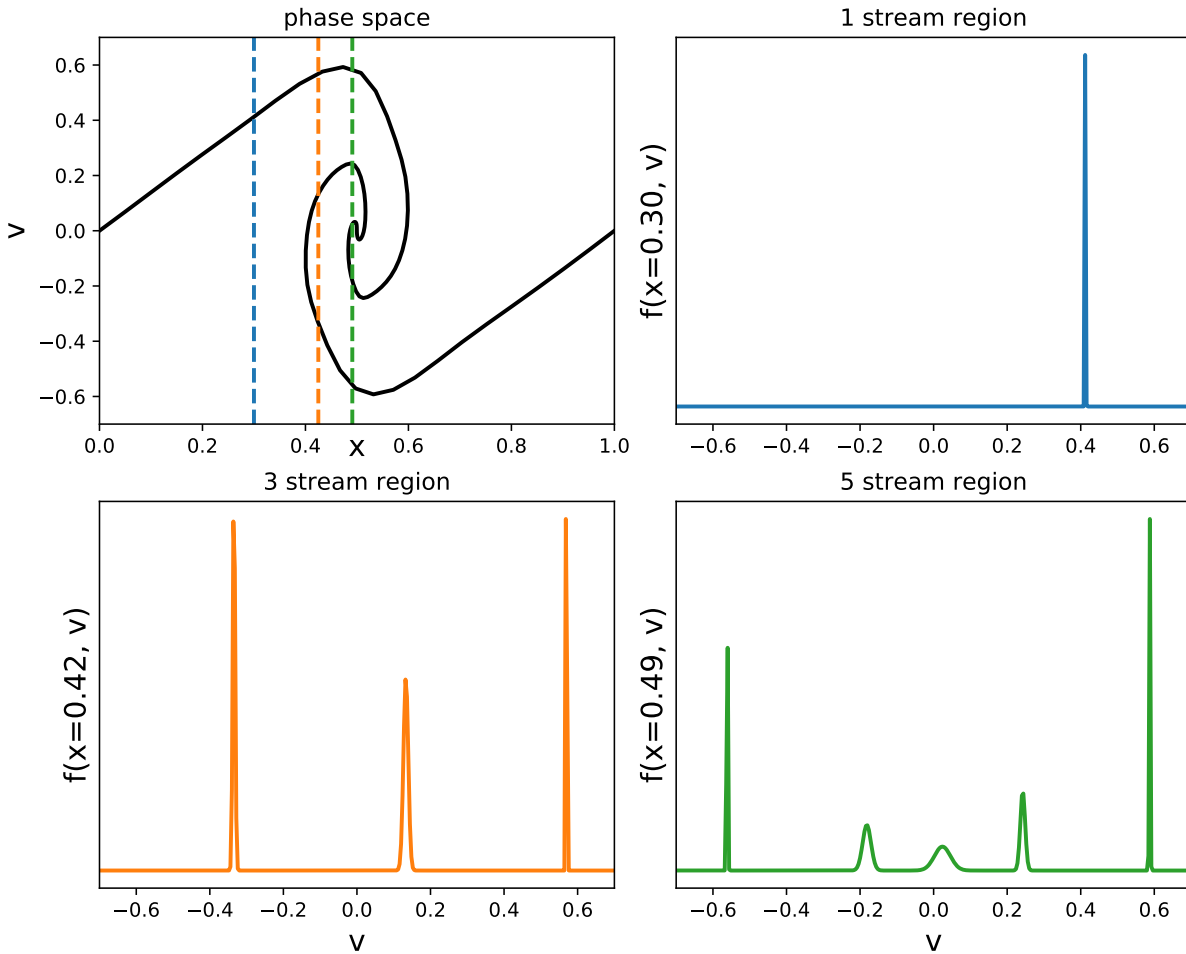 phase space
v
0.6
0.4
0.2
0.0
−0.2
−0.4
−0.6
0.0 0.2 0.4 0.6 0.8 1.0
x
1 stream region
f(x=0.30, v)
−0.6 −0.4 −0.2 0.0 0.2 0.4 0.6
3 stream region
f(x=0.42, v)
−0.6 −0.4 −0.2 0.0 0.2 0.4 0.6
v
5 stream region
f(x=0.49, v)
−0.6 −0.4 −0.2 0.0 0.2 0.4 0.6
v